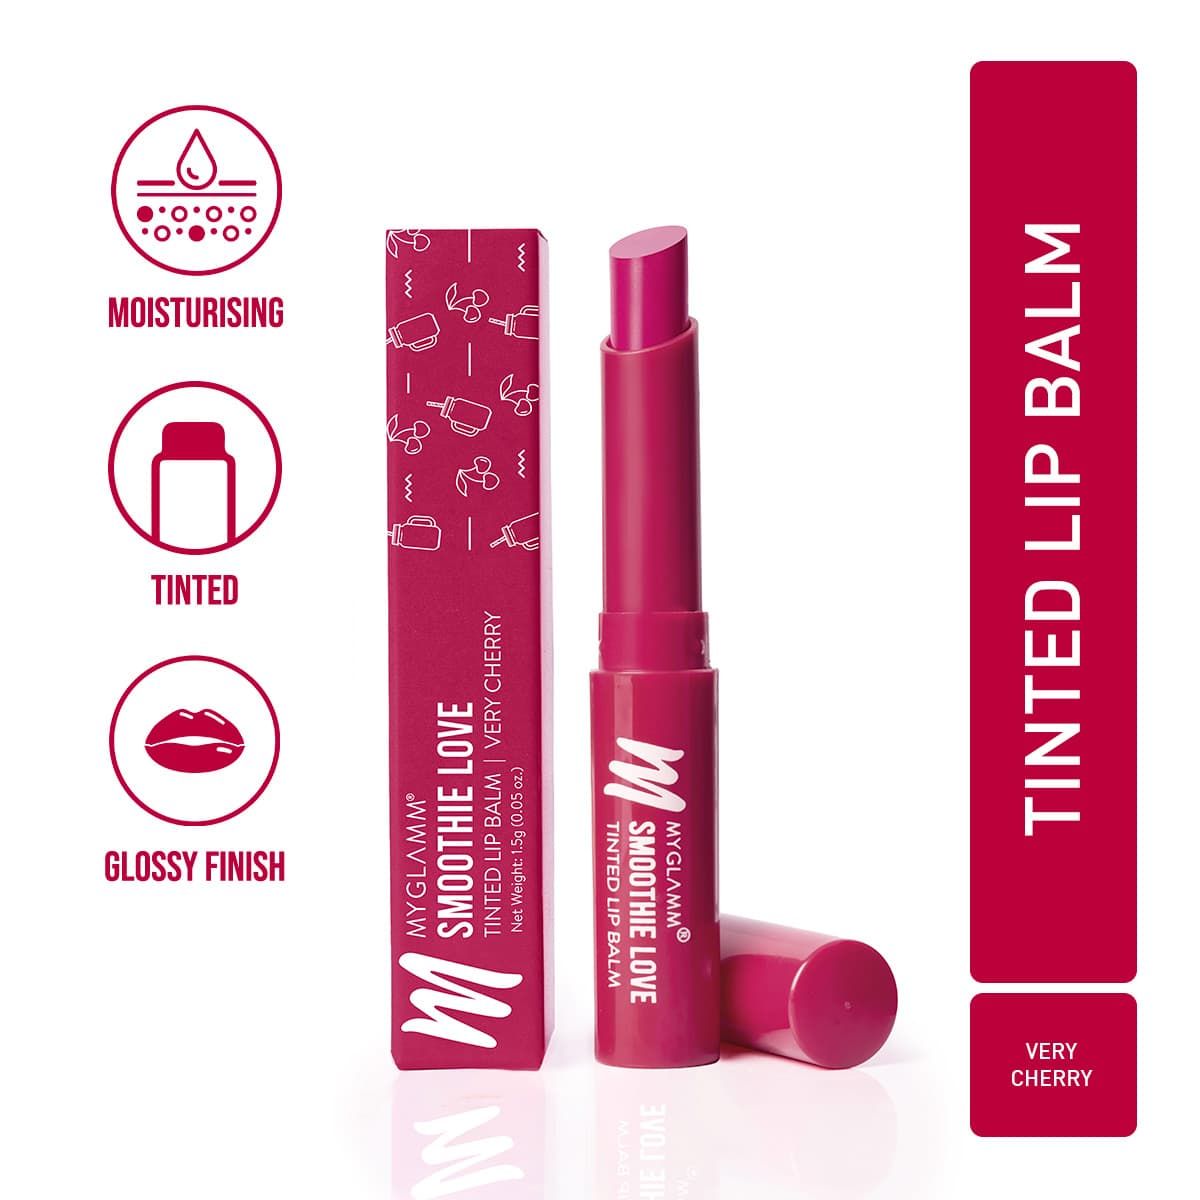 MOISTURISING
TINTED
GLOSSY FINISH
MYGLAMM®
SMOOTHIE LOVE
TINTED LIP BALM | VERY CHERRY
Net Weight: 1.5g (0.05 oz.)
MYGLAMM®
SMOOTHIE LOVE
TINTED LIP BALM
TINTED LIP BALM
VERY
CHERRY